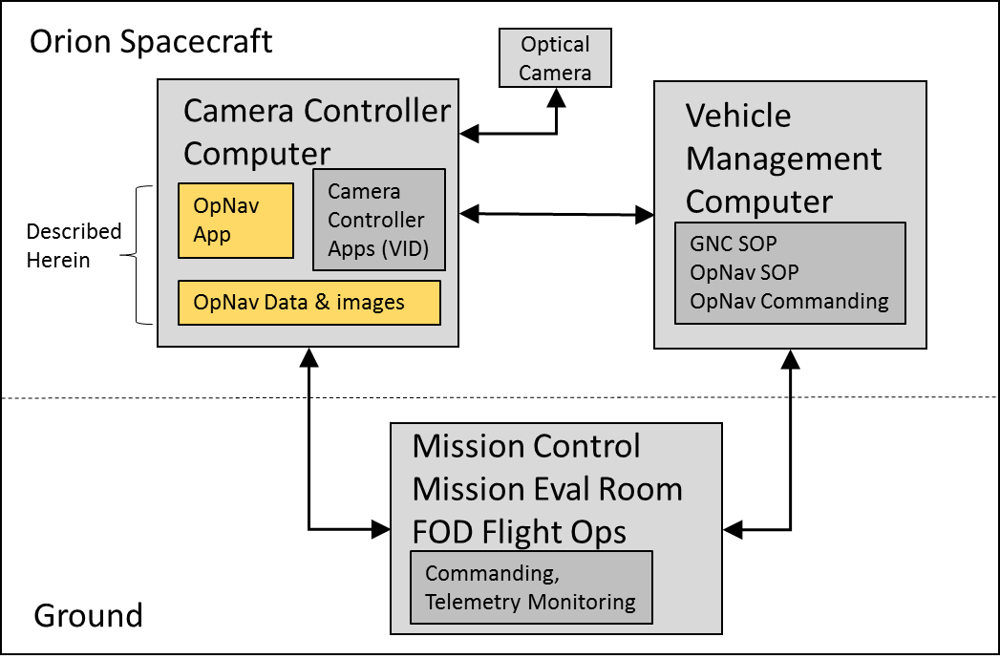 Orion Spacecraft
Optical
Camera
Camera Controller
Computer
OpNav
App
Camera
Controller
Apps (VID)
OpNav Data & images
Described
Herein
Vehicle
Management
Computer
GNC SOP
OpNav SOP
OpNav Commanding
Mission Control
Mission Eval Room
FOD Flight Ops
Commanding,
Telemetry Monitoring
Ground